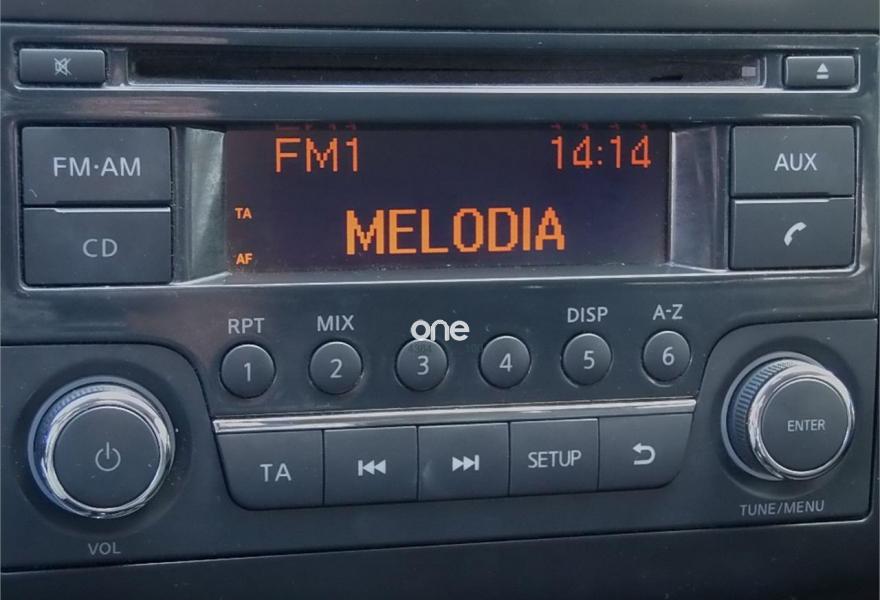 FM·AM
FM1 14:14
AUX
CD
TA
MELODIA
AF
RPT MIX one DISP A-Z
1 2 3 4 5 6
ENTER
TA SETUP
TUNE/MENU
VOL